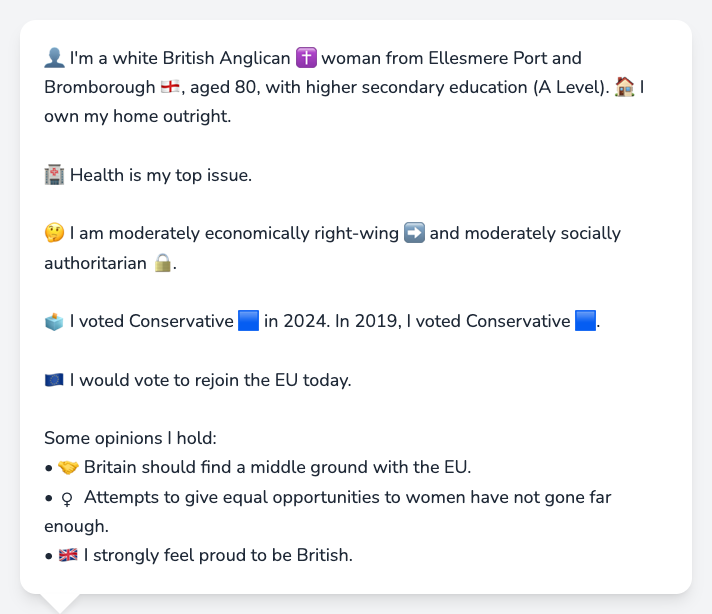 👤 I'm a white British Anglican ✝️ woman from Ellesmere Port and
Bromborough 🏴󠁧󠁢󠁥󠁮󠁧󠁿, aged 80, with higher secondary education (A Level). 🏠 I
own my home outright.
🏥 Health is my top issue.
🤔 I am moderately economically right-wing ➡️ and moderately socially
authoritarian 🔒.
🗳️ I voted Conservative 🟦 in 2024. In 2019, I voted Conservative 🟦.
🇪🇺 I would vote to rejoin the EU today.
Some opinions I hold:
• 🤝 Britain should find a middle ground with the EU.
• ♀ Attempts to give equal opportunities to women have not gone far
enough.
• 🇬🇧 I strongly feel proud to be British.